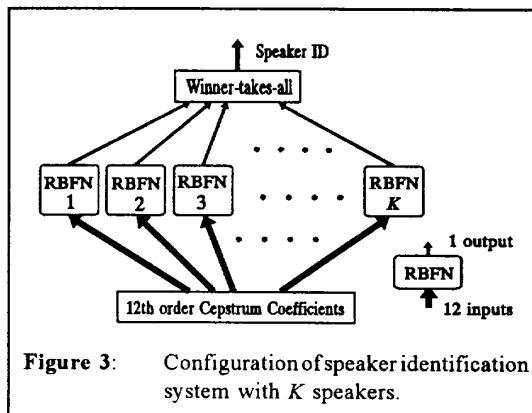 Speaker ID
Winner-takes-all
RBFN 1
RBFN 2
RBFN 3
RBFN K
1 output
RBFN
12 inputs
12th order Cepstrum Coefficients
Figure 3: Configuration of speaker identification
system with K speakers.